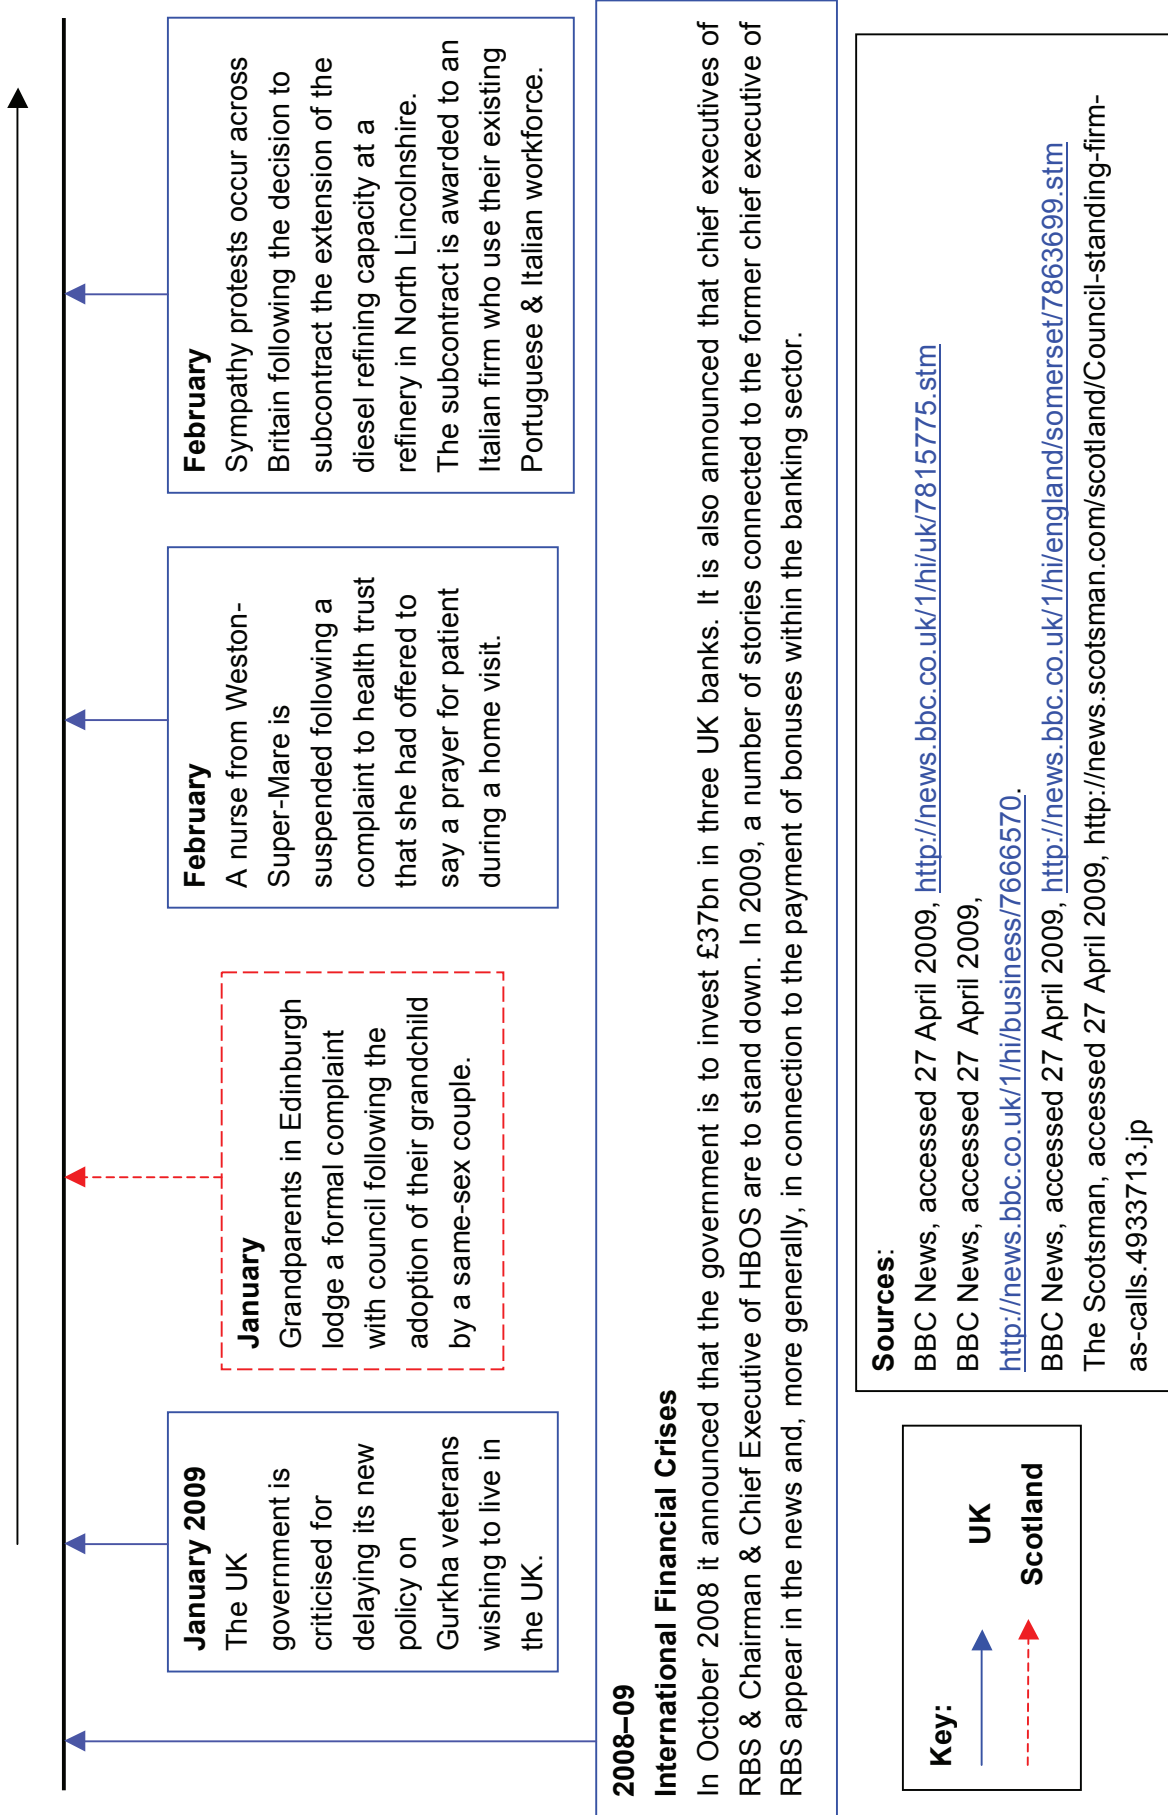 January 2009
The UK
government is
criticised for
delaying its new
policy on
Gurkha veterans
wishing to live in
the UK.
January
Grandparents in Edinburgh
lodge a formal complaint
with council following the
adoption of their grandchild
by a same-sex couple.
February
A nurse from Weston-
Super-Mare is
suspended following a
complaint to health trust
that she had offered to
say a prayer for patient
during a home visit.
February
Sympathy protests occur across
Britain following the decision to
subcontract the extension of the
diesel refining capacity at a
refinery in North Lincolnshire.
The subcontract is awarded to an
Italian firm who use their existing
Portuguese & Italian workforce.
2008–09
International Financial Crises
In October 2008 it announced that the government is to invest £37bn in three UK banks. It is also announced that chief executives of
RBS & Chairman & Chief Executive of HBOS are to stand down. In 2009, a number of stories connected to the former chief executive of
RBS appear in the news and, more generally, in connection to the payment of bonuses within the banking sector.
Key:
UK
Scotland
Sources:
BBC News, accessed 27 April 2009, http://news.bbc.co.uk/1/hi/uk/7815775.stm
BBC News, accessed 27 April 2009,
http://news.bbc.co.uk/1/hi/business/7666570.
BBC News, accessed 27 April 2009, http://news.bbc.co.uk/1/hi/england/somerset/7863699.stm
The Scotsman, accessed 27 April 2009, http://news.scotsman.com/scotland/Council-standing-firm-
as-calls.4933713.jp